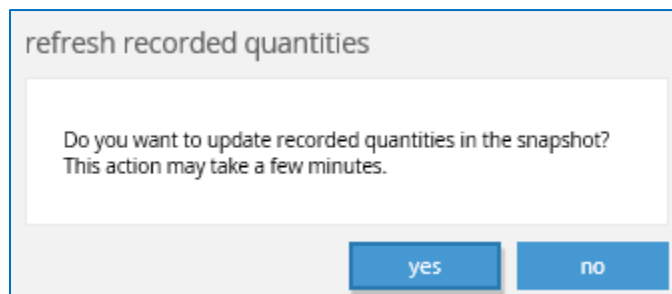 refresh recorded quantities
Do you want to update recorded quantities in the snapshot?
This action may take a few minutes.
yes
no